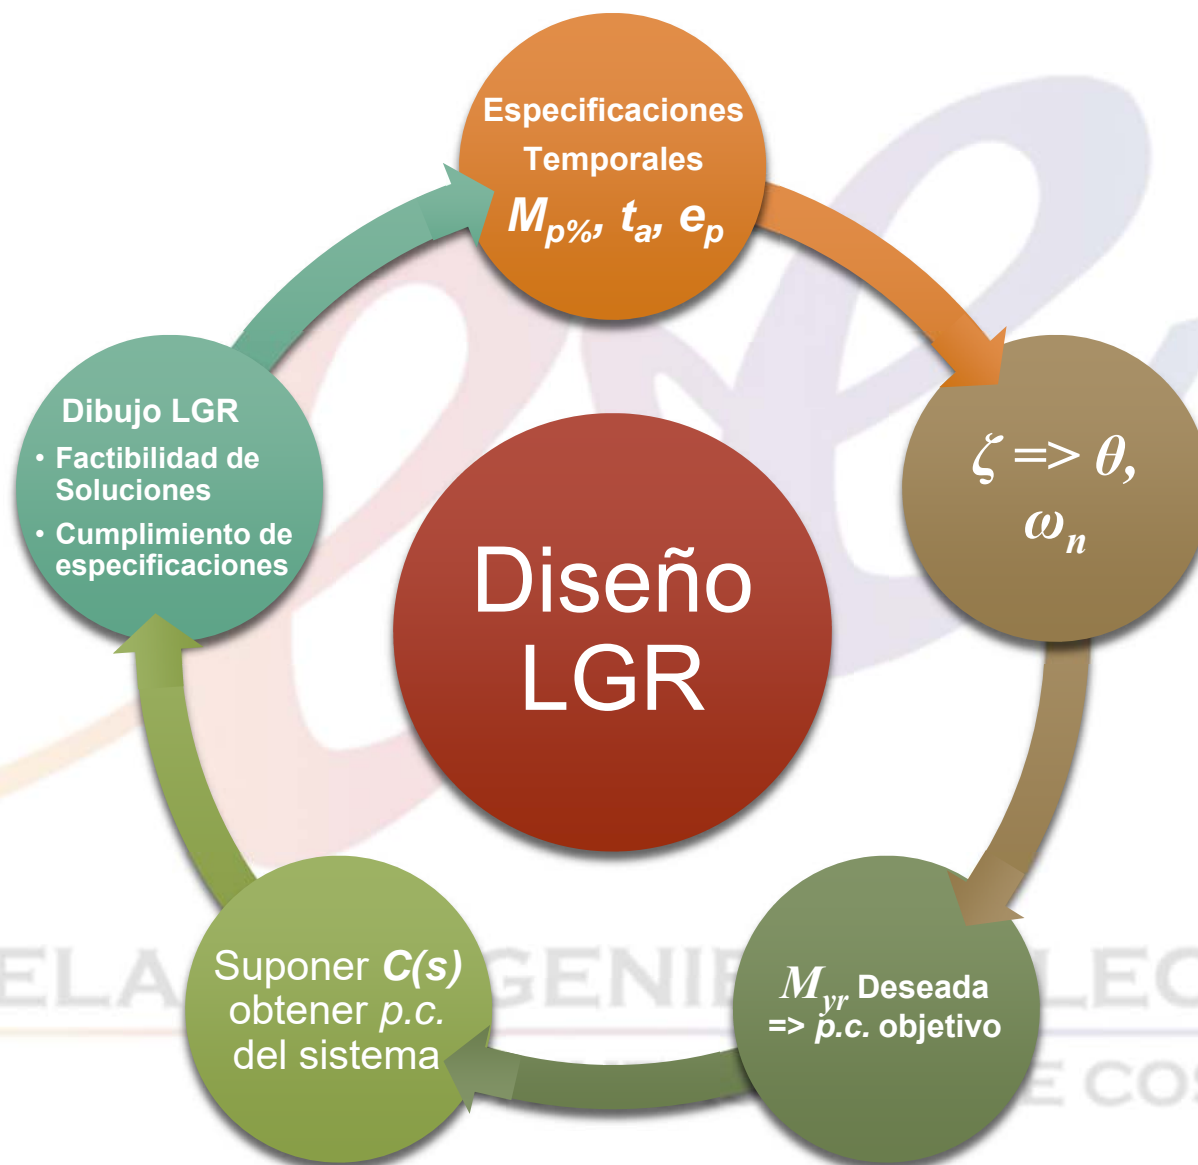 Especificaciones
Temporales
Mp%, ta, ep
ζ => θ,
ωn
Myr Deseada
=> p.c. objetivo
Suponer C(s)
obtener p.c.
del sistema
Dibujo LGR
• Factibilidad de
Soluciones
• Cumplimiento de
especificaciones
Diseño
LGR